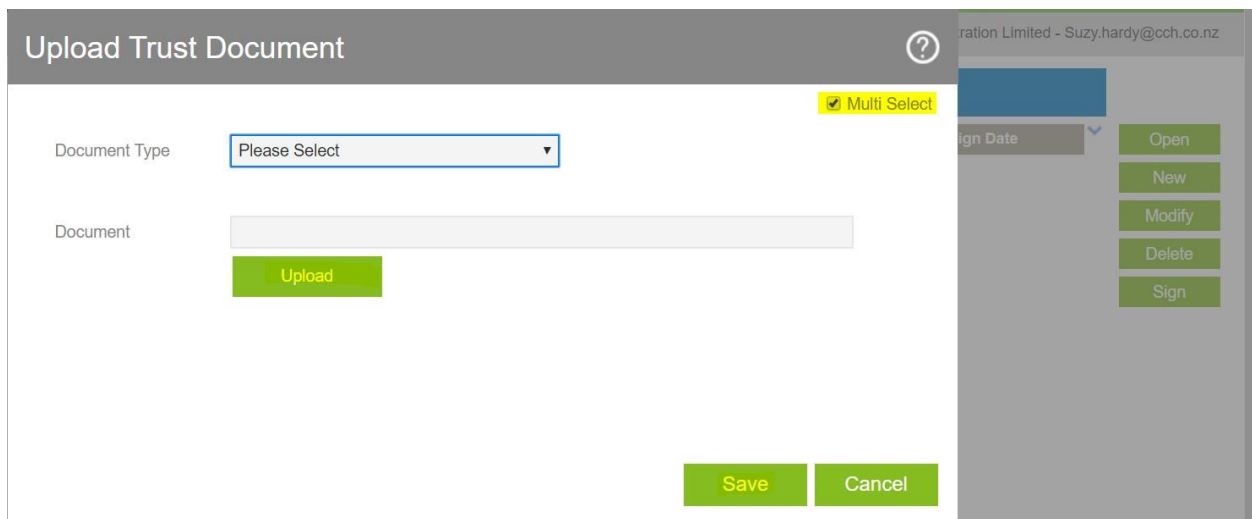 Upload Trust Document
?
tration Limited - Suzy.hardy@cch.co.nz
Multi Select
Document Type
Please Select
ign Date
Open
New
Modify
Document
Delete
Upload
Sign
Save
Cancel